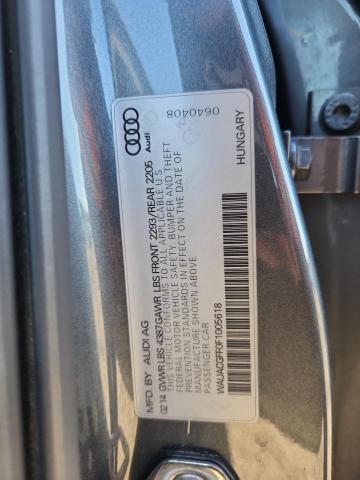 Audi
0640408
MFD. BY AUDI AG
02 14 GVWR LBS 4387GAWR LBS FRONT 2293/REAR 2205
THIS VEHICLE CONFORMS TO ALL APPLICABLE U S
FEDERAL MOTOR VEHICLE SAFETY, BUMPER AND THEFT
PREVENTION STANDARDS IN EFFECT ON THE DATE OF
MANUFACTURE SHOWN ABOVE
PASSENGER CAR
WAUACGFF0F1005618
HUNGARY